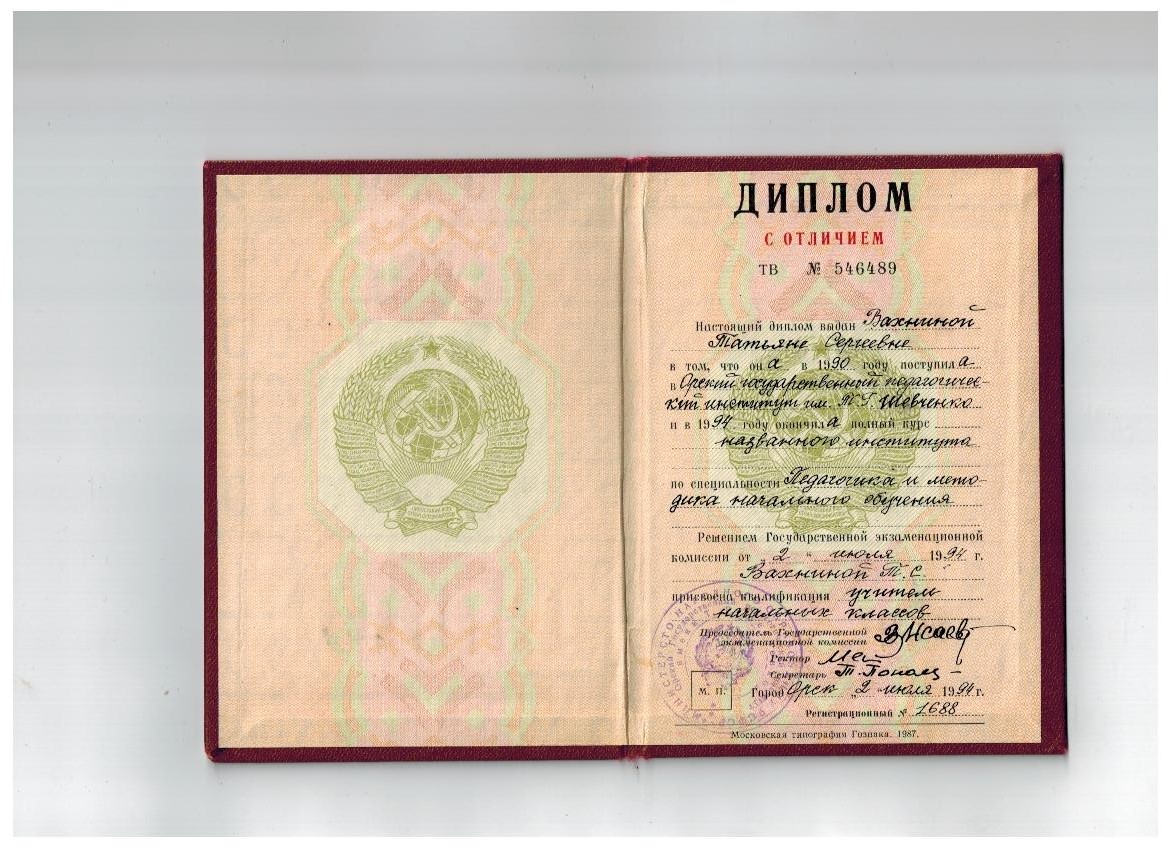 ДИПЛОМ
С ОТЛИЧИЕМ
ТВ № 546489
Настоящий диплом выдан Вахниной
Татьяне Сергеевне
в том, что она в 1990 году поступила
в Орский государственный педагогичес-
кий институт им. Т.Г. Шевченко
и в 1994 году окончила полный курс
названного института
по специальности Педагогика и мето-
дика начального обучения
Решением Государственной экзаменационной
комиссии от „2“ июля 1994 г.
Вахниной Т.С
присвоена квалификация учителя
начальных классов
Председатель Государственной
экзаменационной комиссии
Ректор
Секретарь
М. П.
Город Орск „2“ июля 1994 г.
Регистрационный № 1688
Московская типография Гознака. 1987.